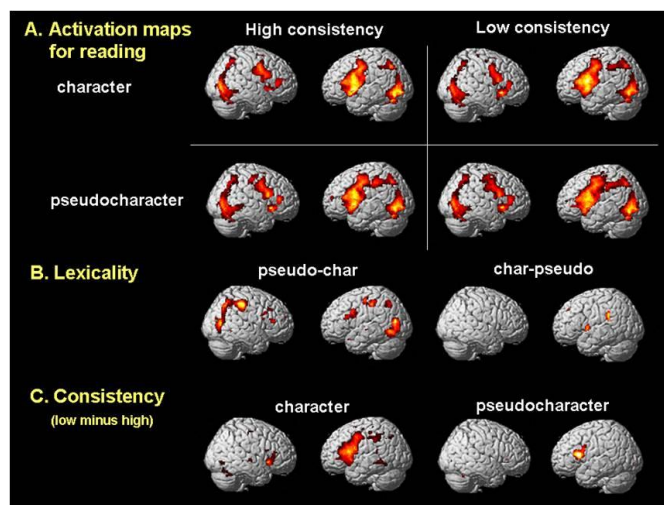 A. Activation maps
for reading
High consistency
Low consistency
character
pseudocharacter
B. Lexicality
pseudo-char
char-pseudo
C. Consistency
(low minus high)
character
pseudocharacter